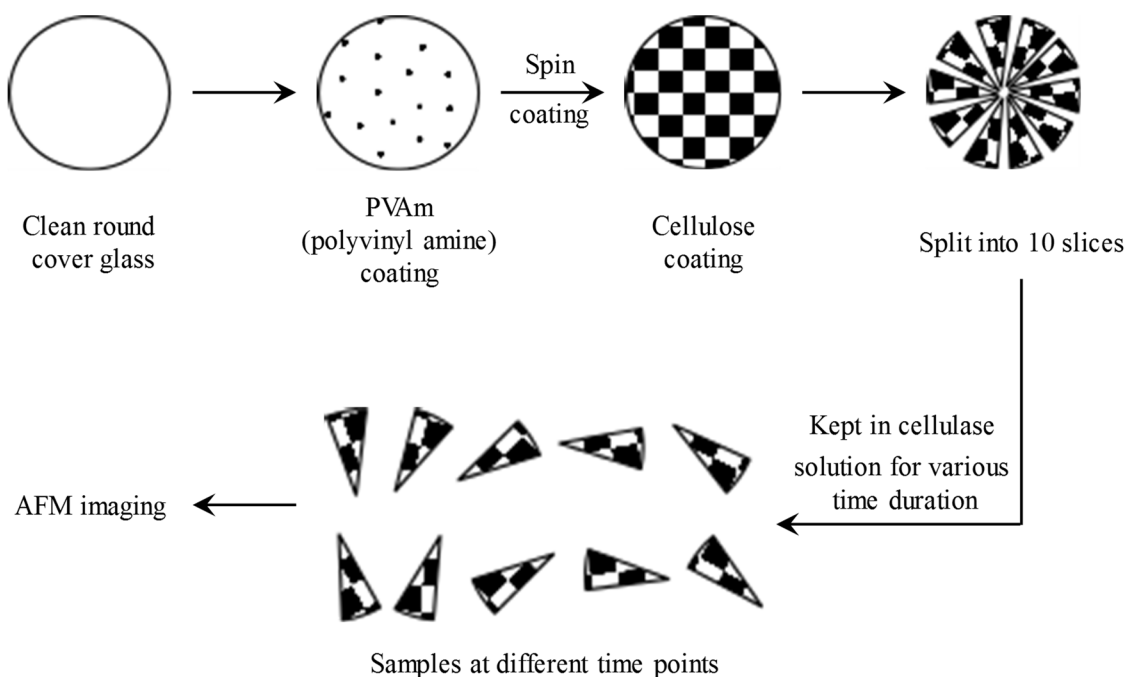 Clean round
cover glass
PVAm
(polyvinyl amine)
coating
Spin
coating
Cellulose
coating
Split into 10 slices
Kept in cellulase
solution for various
time duration
Samples at different time points
AFM imaging